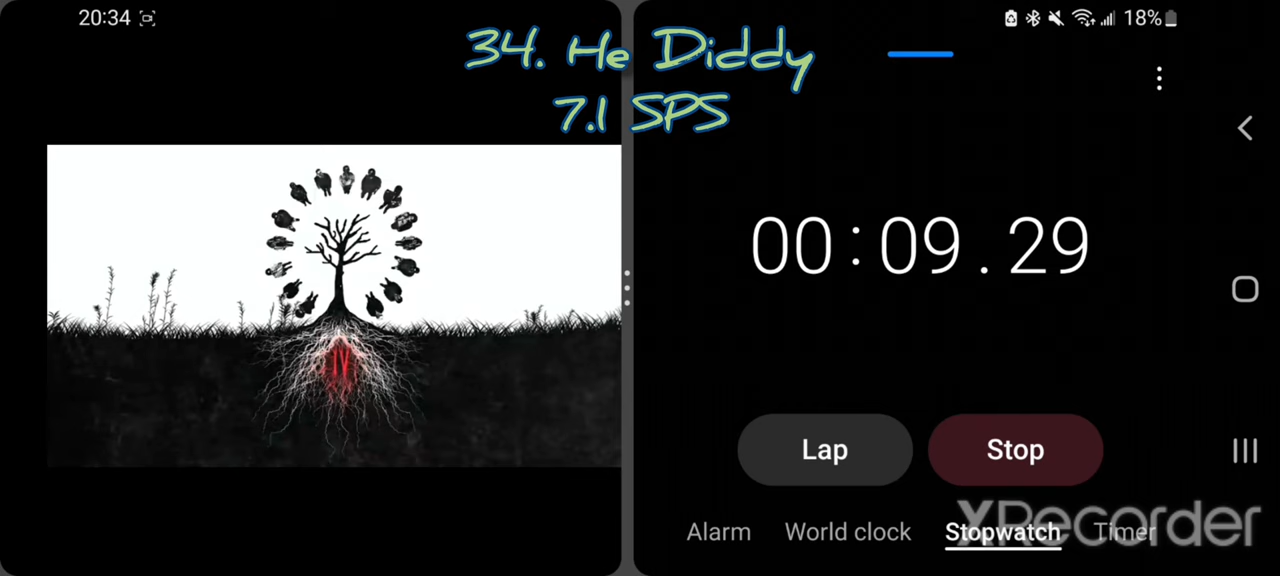 20:34
18%
34. He Diddy
7.1 SPS
00:09.29
IV
Lap
Stop
Alarm World clock Stopwatch Timer
XRecorder